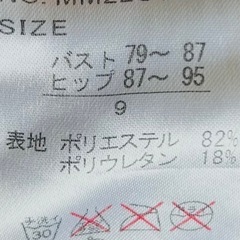 SIZE
バスト 79～ 87
ヒップ 87～ 95
9
表地 ポリエステル 82%
ポリウレタン 18%
30